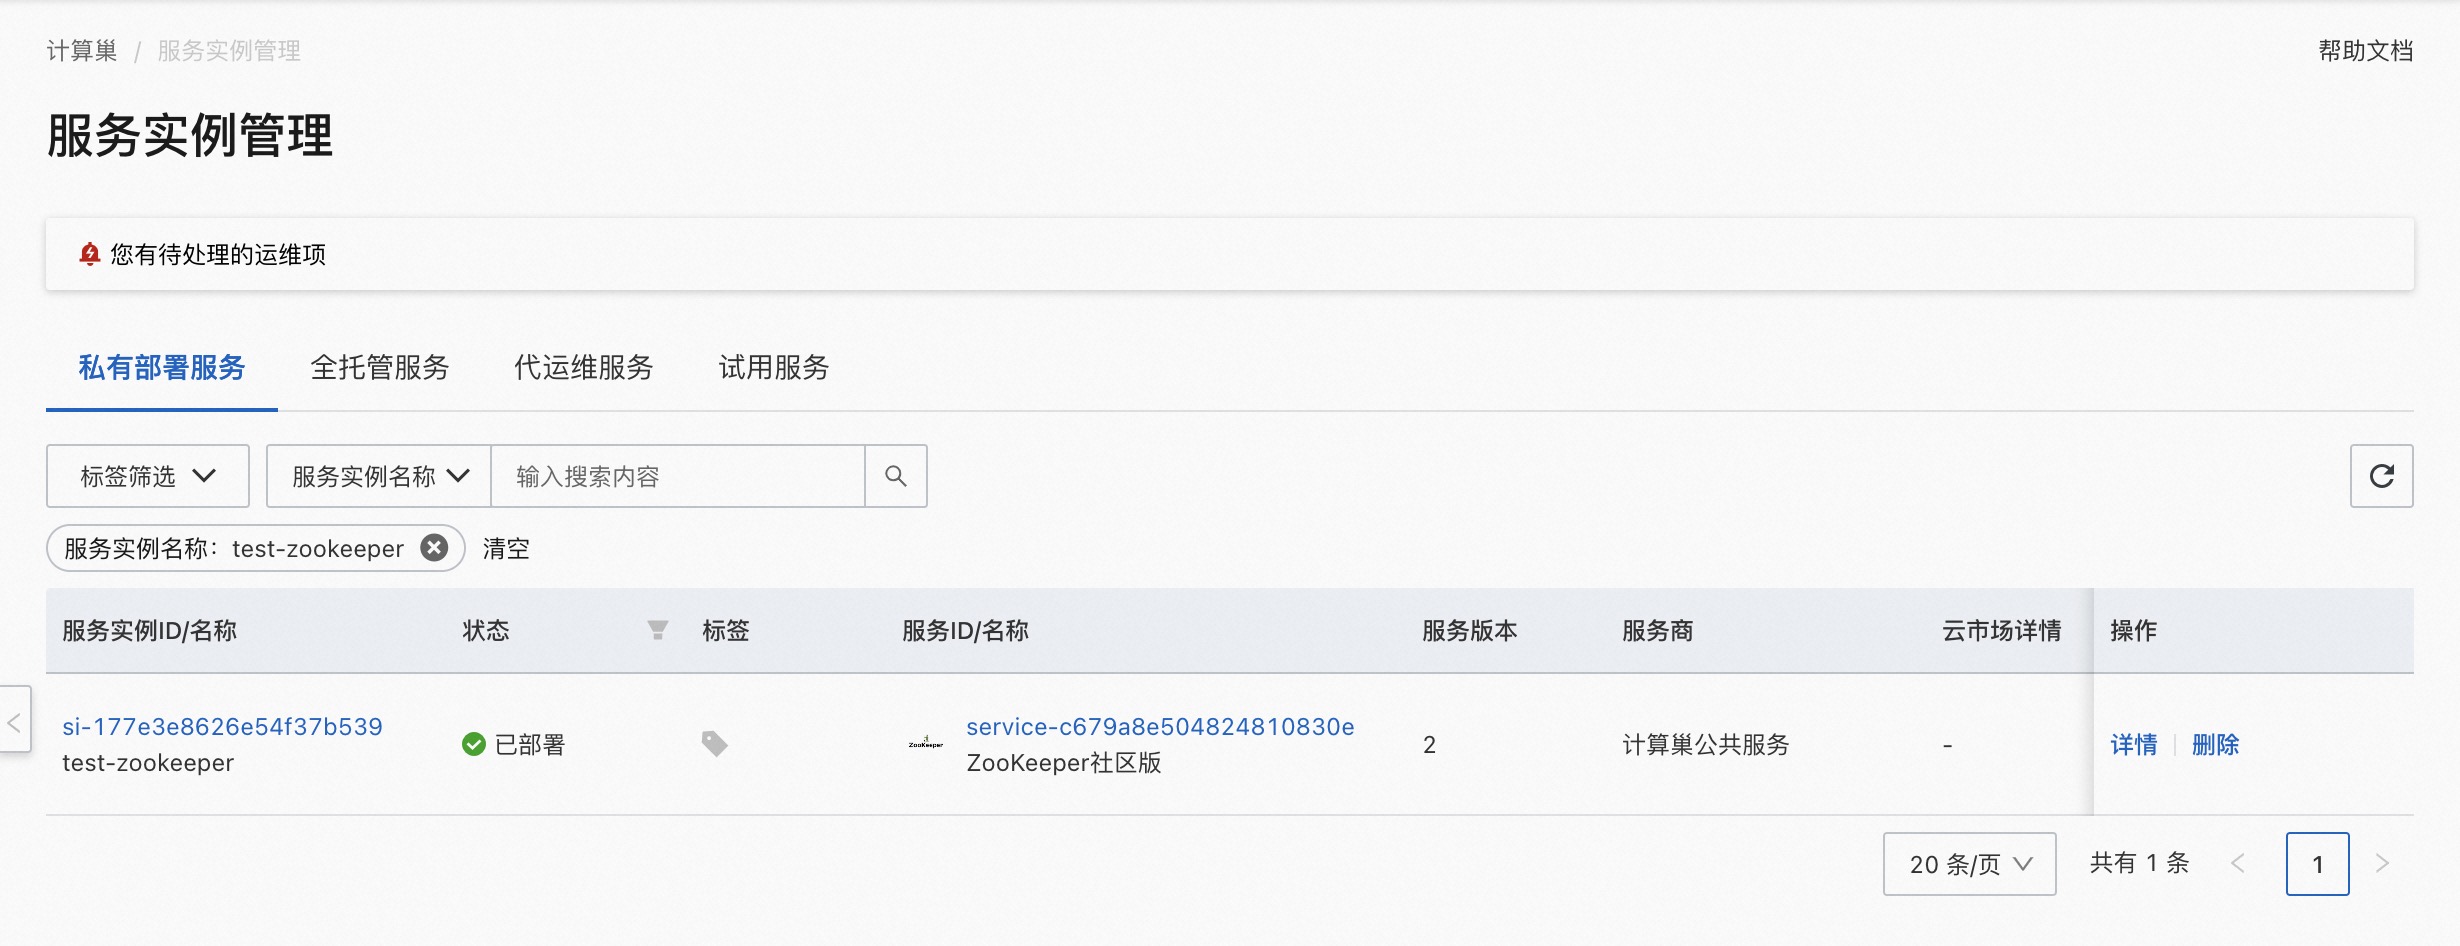 计算巢 / 服务实例管理
帮助文档
服务实例管理
您有待处理的运维项
私有部署服务 全托管服务 代运维服务 试用服务
标签筛选 服务实例名称 输入搜索内容
服务实例名称: test-zookeeper 清空
服务实例ID/名称 状态 标签 服务ID/名称 服务版本 服务商 云市场详情 操作
si-177e3e8626e54f37b539
test-zookeeper
已部署
ZooKeeper
service-c679a8e504824810830e
ZooKeeper社区版
2
计算巢公共服务
-
详情 删除
20 条/页 共有 1 条 < 1 >